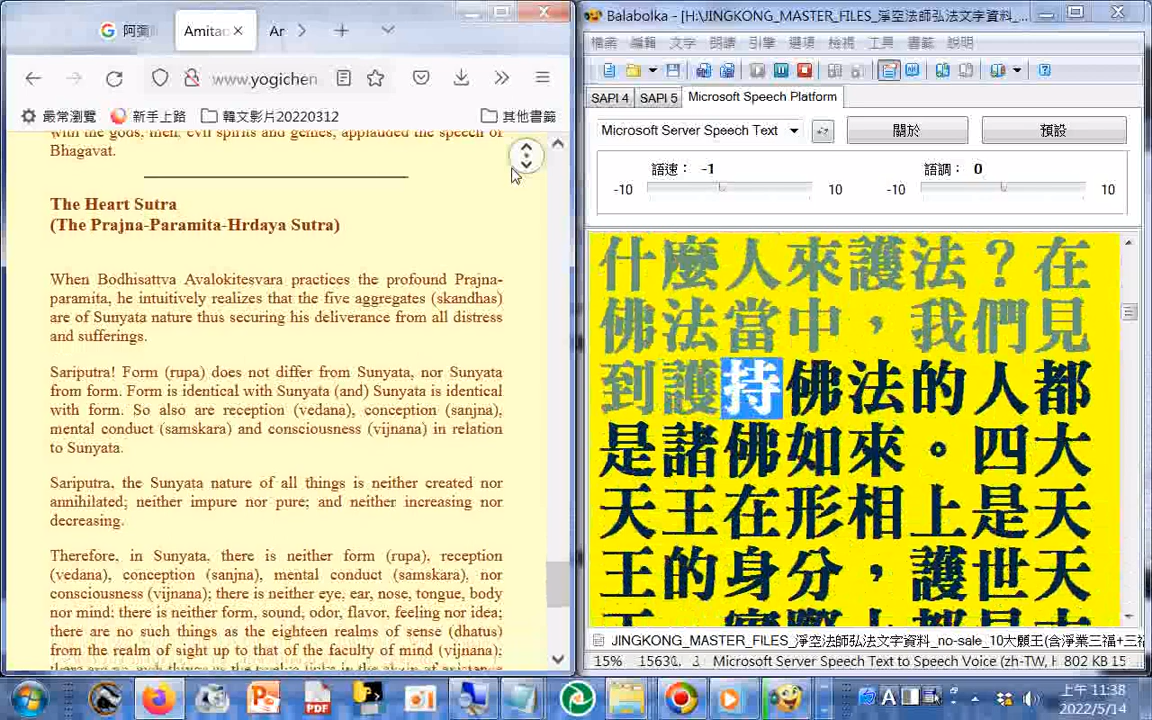 阿彌
Amita
Ar
www.yogichen
最常瀏覽
新手上路
韓文影片20220312
其他書籤
with the gods, men, evil spirits and genies, applauded the speech of
Bhagavat.
The Heart Sutra
(The Prajna-Paramita-Hrdaya Sutra)
When Bodhisattva Avalokitesvara practices the profound Prajna-
paramita, he intuitively realizes that the five aggregates (skandhas)
are of Sunyata nature thus securing his deliverance from all distress
and sufferings.
Sariputra! Form (rupa) does not differ from Sunyata, nor Sunyata
from form. Form is identical with Sunyata (and) Sunyata is identical
with form. So also are reception (vedana), conception (sanjna),
mental conduct (samskara) and consciousness (vijnana) in relation
to Sunyata.
Sariputra, the Sunyata nature of all things is neither created nor
annihilated; neither impure nor pure; and neither increasing nor
decreasing.
Therefore, in Sunyata, there is neither form (rupa), reception
(vedana), conception (sanjna), mental conduct (samskara), nor
consciousness (vijnana); there is neither eye, ear, nose, tongue, body
nor mind; there is neither form, sound, odor, flavor, feeling nor idea;
there are no such things as the eighteen realms of sense (dhatus)
from the realm of sight up to that of the faculty of mind (vijnana);
Balabolka - [H:\JINGKONG_MASTER_FILES_淨空法師弘法文字資料_...
檔案 編輯 文字 朗讀 引擎 選項 檢視 工具 書籤 說明
SAPI 4 SAPI 5 Microsoft Speech Platform
Microsoft Server Speech Text
關於
預設
語速: -1
語調: 0
-10 10
-10 10
什麼人來護法？在
佛法當中，我們見
到護持佛法的人都
是諸佛如來。四大
天王在形相上是天
王的身分，護世天
JINGKONG_MASTER_FILES_淨空法師弘法文字資料_no-sale_10大願王(含淨業三福+三福
15% 15630. Microsoft Server Speech Text to Speech Voice (zh-TW, 802 KB 15
上午 11:38
2022/5/14